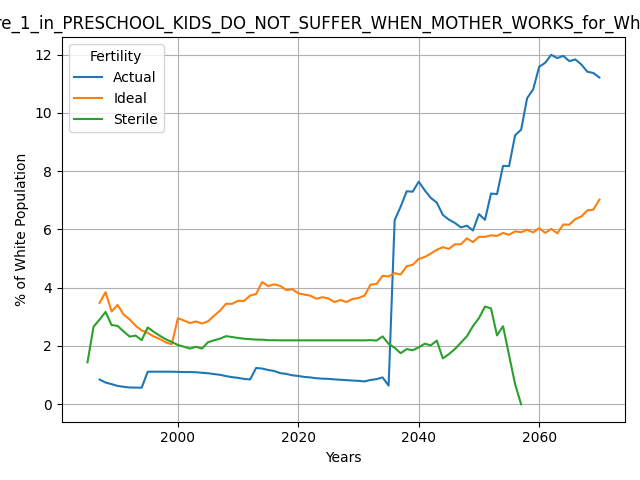 re_1_in_PRESCHOOL_KIDS_DO_NOT_SUFFER_WHEN_MOTHER_WORKS_for_Wh
Fertility
Actual
Ideal
Sterile
% of White Population
12
10
8
6
4
2
0
2000 2020 2040 2060
Years